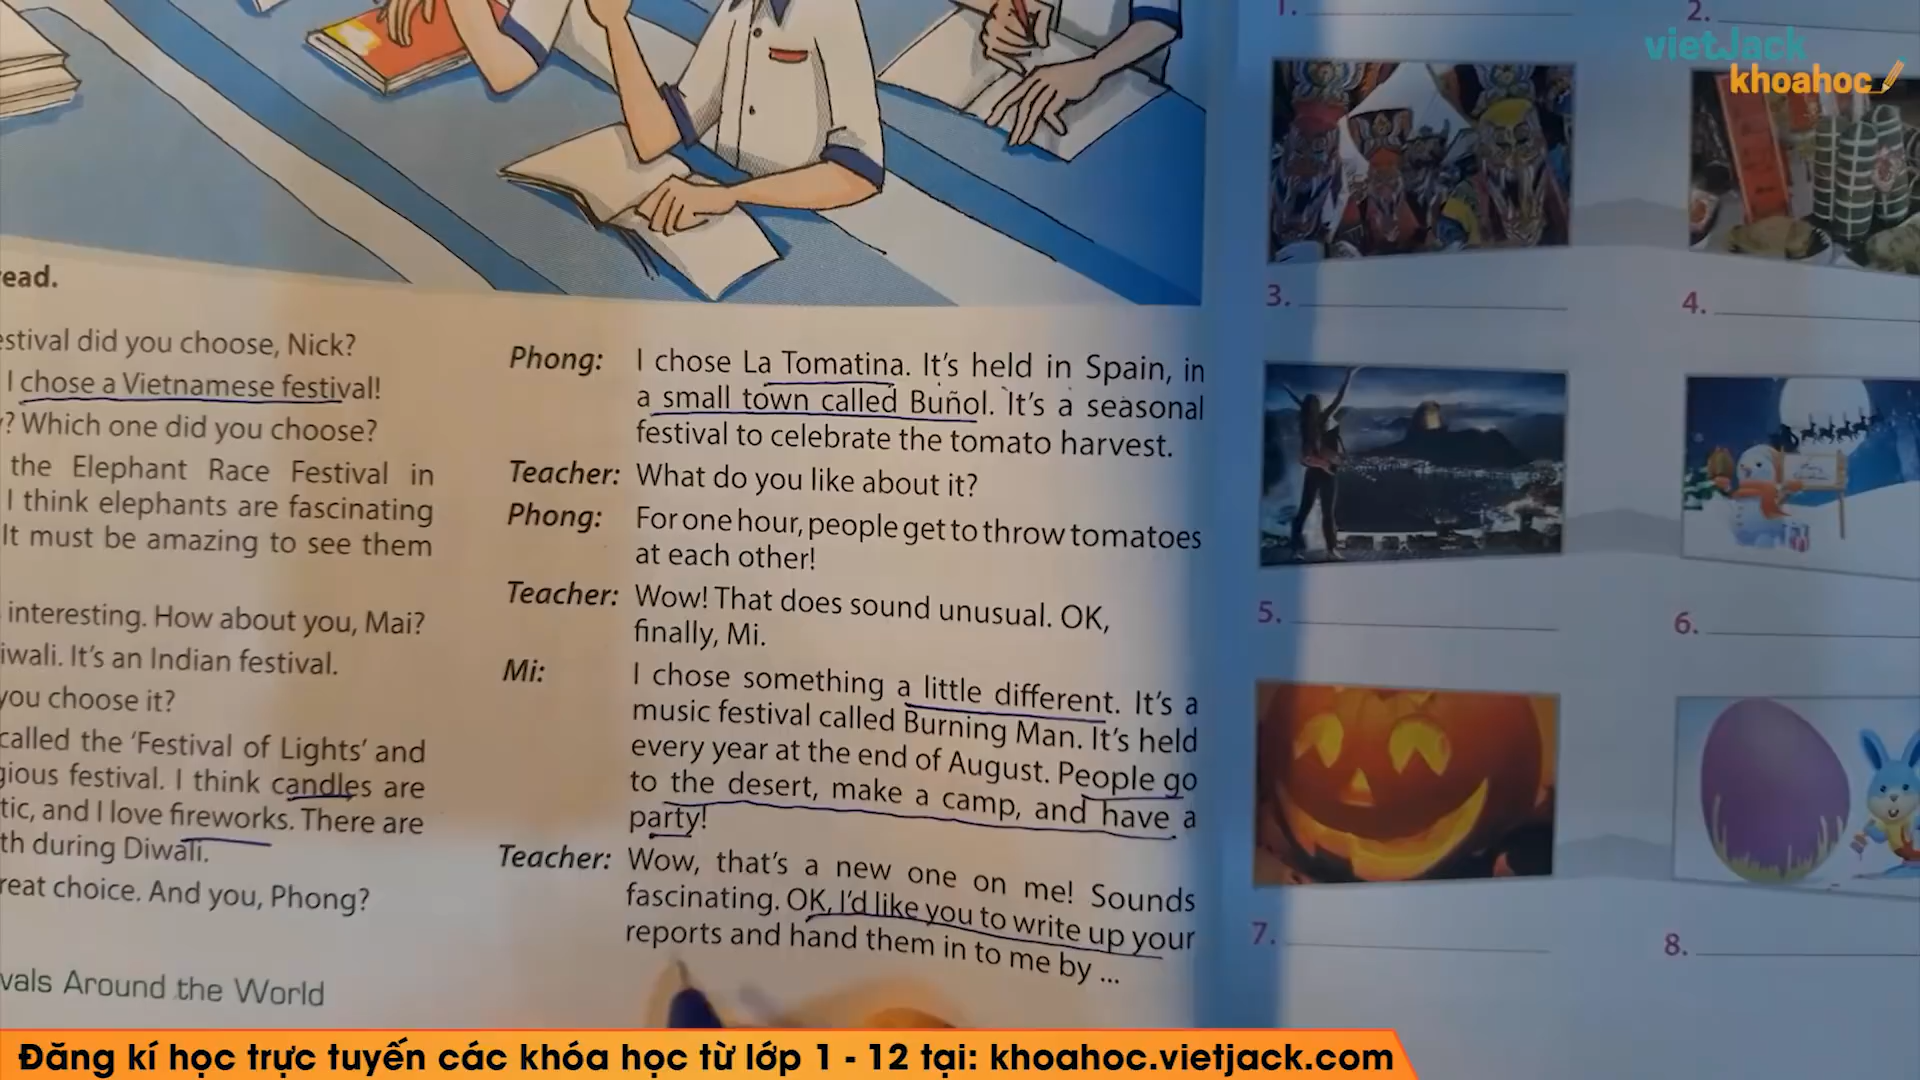 vietJack
khoahoc
ead.
estival did you choose, Nick?
I chose a Vietnamese festival!
? Which one did you choose?
the Elephant Race Festival in
I think elephants are fascinating
It must be amazing to see them
interesting. How about you, Mai?
iwali. It's an Indian festival.
you choose it?
called the 'Festival of Lights' and
gious festival. I think candles are
tic, and I love fireworks. There are
th during Diwali.
reat choice. And you, Phong?
vals Around the World
Phong: I chose La Tomatina. It's held in Spain, in
a small town called Buñol. It's a seasonal
festival to celebrate the tomato harvest.
Teacher: What do you like about it?
Phong: For one hour, people get to throw tomatoes
at each other!
Teacher: Wow! That does sound unusual. OK,
finally, Mi.
Mi: I chose something a little different. It's a
music festival called Burning Man. It's held
every year at the end of August. People go
to the desert, make a camp, and have a
party!
Teacher: Wow, that's a new one on me! Sounds
fascinating. OK, I'd like you to write up your
reports and hand them in to me by ...
1.
2.
3.
4.
5.
6.
7.
8.
Đăng kí học trực tuyến các khóa học từ lớp 1 - 12 tại: khoahoc.vietjack.com